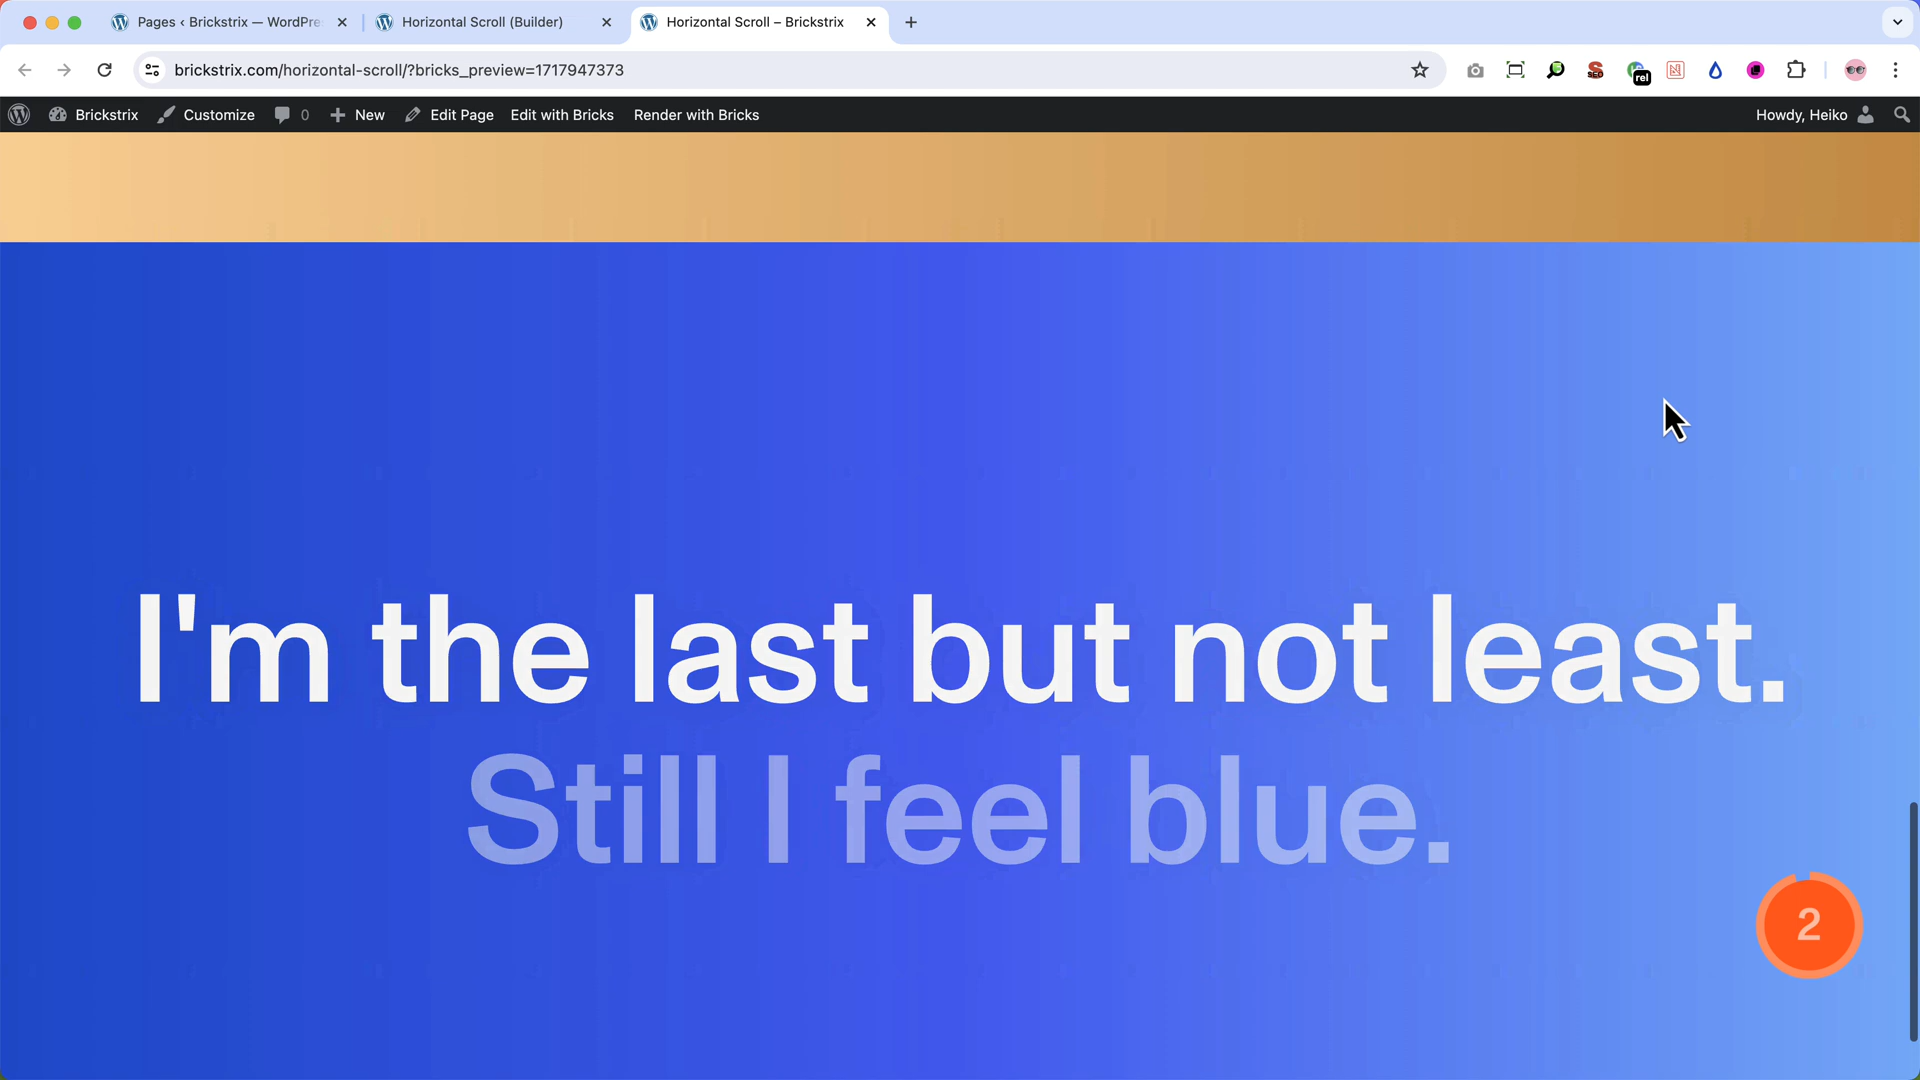 Pages ‹ Brickstrix — WordPre
Horizontal Scroll (Builder)
Horizontal Scroll – Brickstrix
brickstrix.com/horizontal-scroll/?bricks_preview=1717947373
SEO
rel
Brickstrix
Customize
0
New
Edit Page
Edit with Bricks
Render with Bricks
Howdy, Heiko
I'm the last but not least.
Still I feel blue.
2